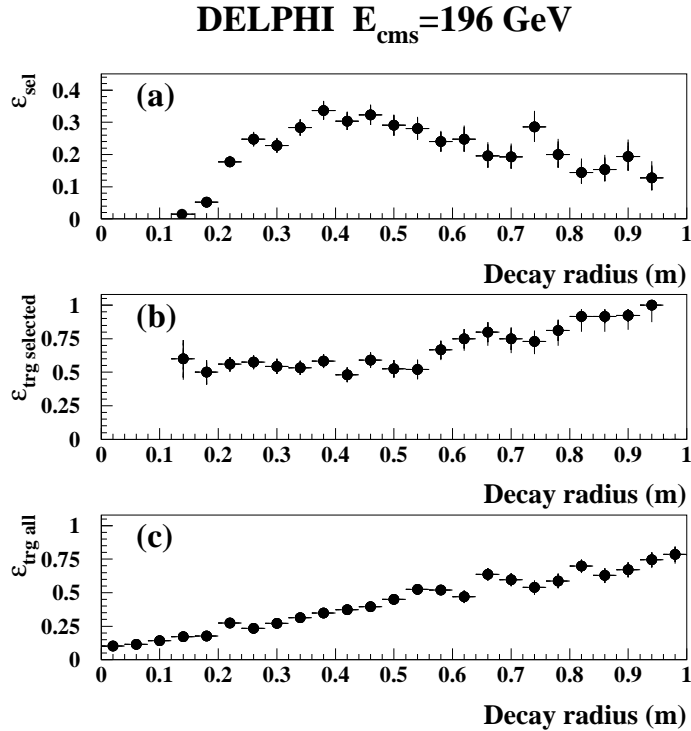 DELPHI E_cms=196 GeV
(a)
ε_sel
0.4
0.3
0.2
0.1
0
0 0.1 0.2 0.3 0.4 0.5 0.6 0.7 0.8 0.9 1
Decay radius (m)
(b)
ε_trg selected
1
0.75
0.5
0.25
0
0 0.1 0.2 0.3 0.4 0.5 0.6 0.7 0.8 0.9 1
Decay radius (m)
(c)
ε_trg all
1
0.75
0.5
0.25
0
0 0.1 0.2 0.3 0.4 0.5 0.6 0.7 0.8 0.9 1
Decay radius (m)